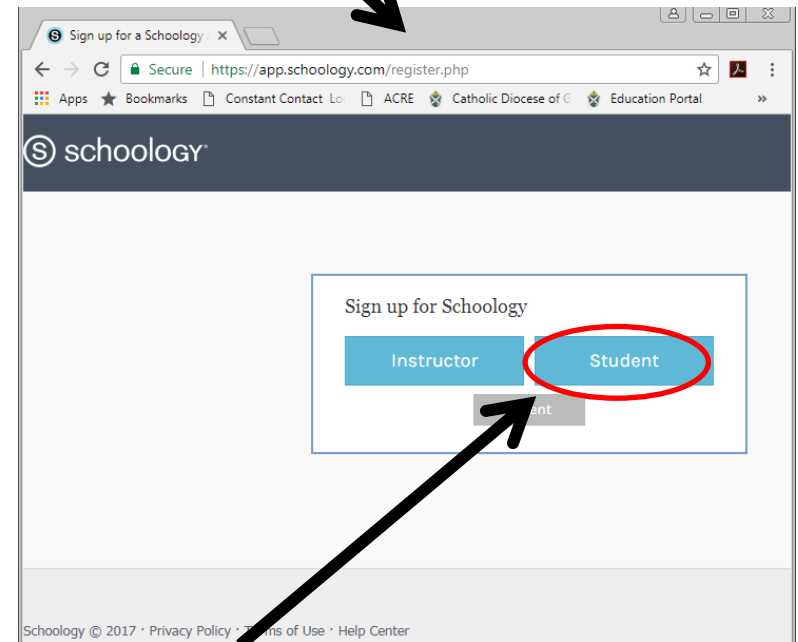 Sign up for a Schoology
Secure | https://app.schoology.com/register.php
Apps Bookmarks Constant Contact Lo ACRE Catholic Diocese of G Education Portal »
S schoology
Sign up for Schoology
Instructor Student
ent
Schoology © 2017 · Privacy Policy · of Use · Help Center